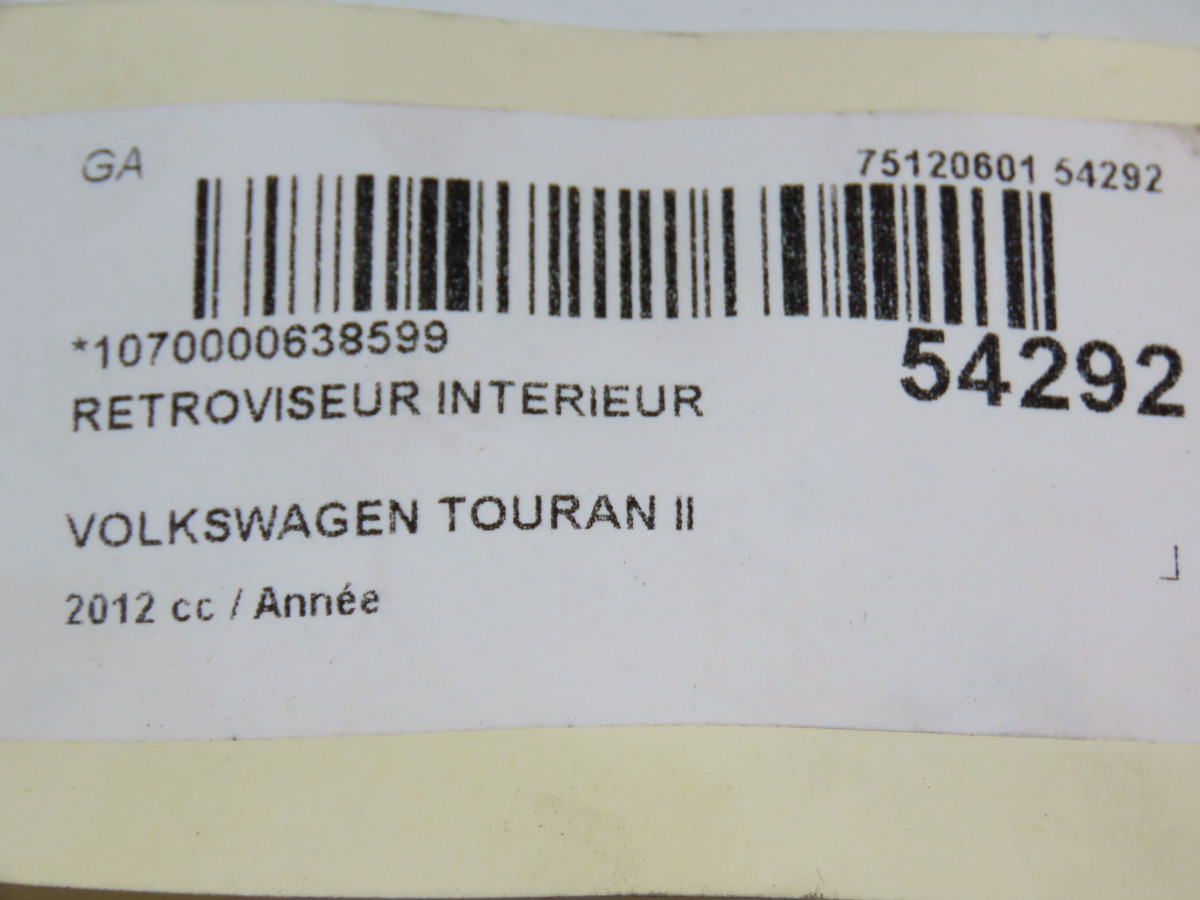 GA
75120601 54292
*1070000638599
54292
RETROVISEUR INTERIEUR
VOLKSWAGEN TOURAN II
2012 cc / Année